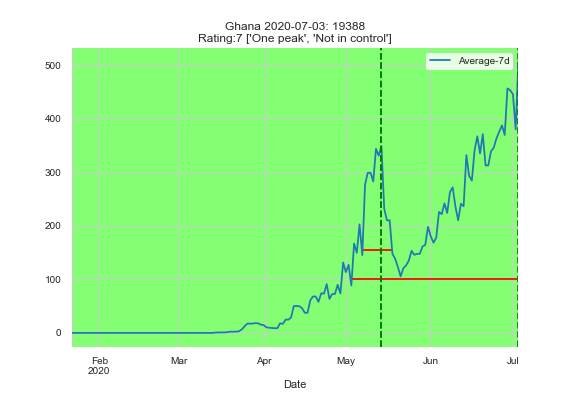 Ghana 2020-07-03: 19388
Rating:7 ['One peak', 'Not in control']
Average-7d
500
400
300
200
100
0
Feb
2020
Mar
Apr
May
Jun
Jul
Date